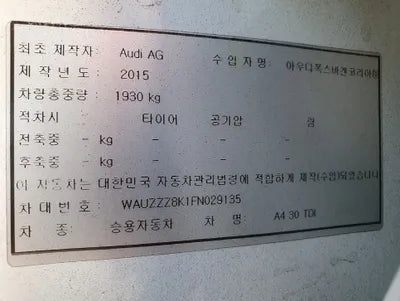 최초 제작자: Audi AG 수 입 자 명: 아우디폭스바겐코리아㈜
제 작 년 도 : 2015
차량총중량 : 1930 kg
적차시 : 타이어 공기압
전축중 - kg - -
후축중 - kg - -
이 자동차는 대한민국 자동차관리법령에 적합하게 제작(수입)되었습니다
차 대 번 호: WAUZZZ8K1FN029135
차 종: 승용자동차 차 명: A4 30 TDI